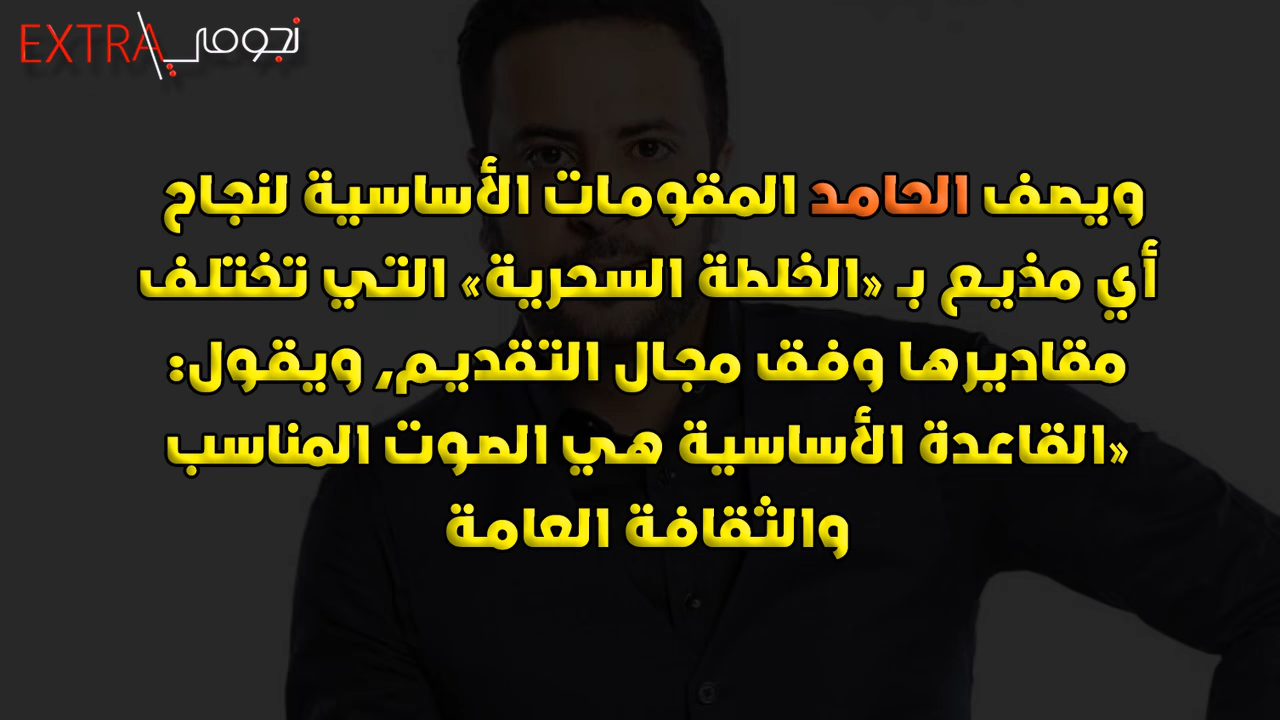 EXTRA نجومي
ويصف الحامد المقومات الأساسية لنجاح
أي مذيع بـ «الخلطة السحرية» التي تختلف
مقاديرها وفق مجال التقديم, ويقول:
«القاعدة الأساسية هي الصوت المناسب
والثقافة العامة